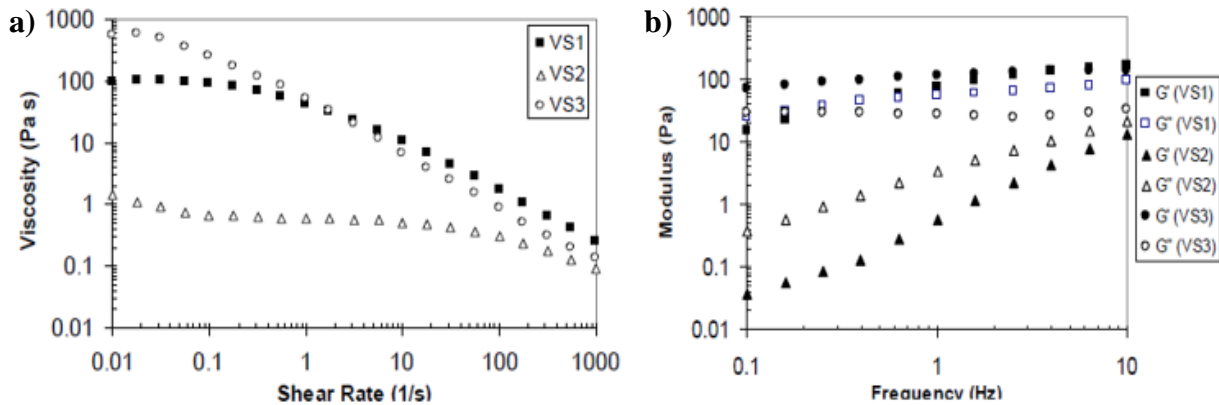 a)
1000
100
10
1
0.1
0.01
Viscosity (Pa s)
0.01 0.1 1 10 100 1000
Shear Rate (1/s)
VS1
VS2
VS3
b)
1000
100
10
1
0.1
0.01
Modulus (Pa)
0.1 1 10
Frequency (Hz)
G' (VS1)
G" (VS1)
G' (VS2)
G" (VS2)
G' (VS3)
G" (VS3)